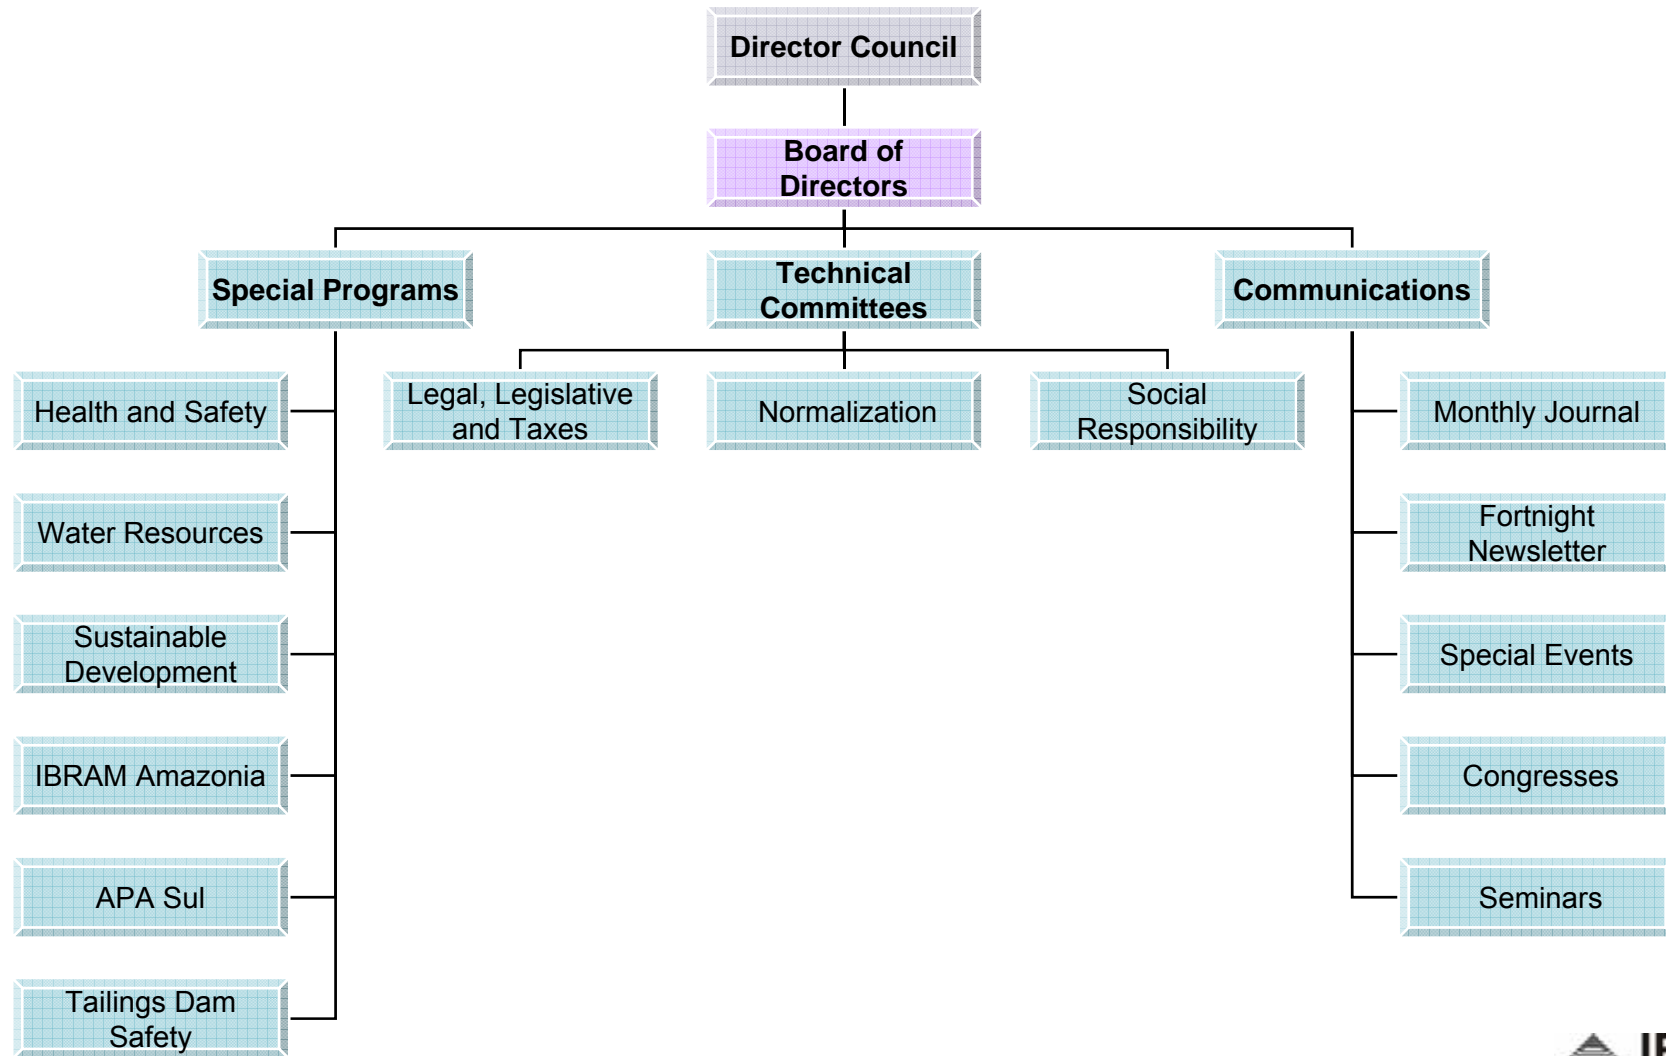 Director Council
Board of
Directors
Special Programs
Technical
Committees
Communications
Health and Safety
Legal, Legislative
and Taxes
Normalization
Social
Responsibility
Monthly Journal
Water Resources
Fortnight
Newsletter
Sustainable
Development
Special Events
IBRAM Amazonia
Congresses
APA Sul
Seminars
Tailings Dam
Safety